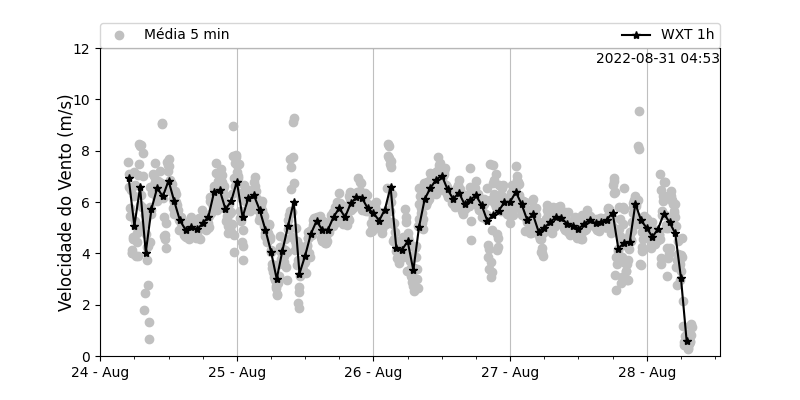 Média 5 min
WXT 1h
2022-08-31 04:53
Velocidade do Vento (m/s)
12
10
8
6
4
2
0
24 - Aug
25 - Aug
26 - Aug
27 - Aug
28 - Aug